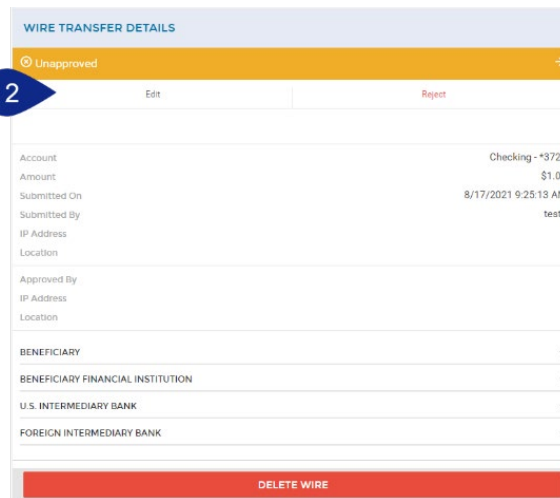 WIRE TRANSFER DETAILS
Unapproved
2
Edit Reject
Account Checking - *372
Amount $1.0
Submitted On 8/17/2021 9:25:13 AM
Submitted By test
IP Address
Location
Approved By
IP Address
Location
BENEFICIARY
BENEFICIARY FINANCIAL INSTITUTION
U.S. INTERMEDIARY BANK
FOREIGN INTERMEDIARY BANK
DELETE WIRE